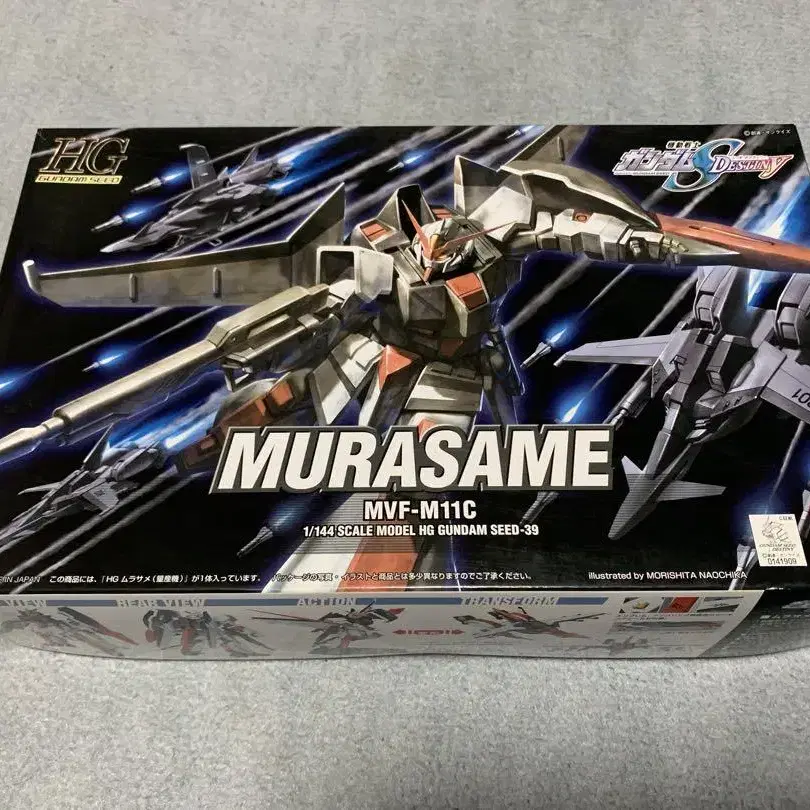 HG
GUNDAM SEED
©創通・サンライズ
機動戦士
ガンダム SEED DESTINY
MURASAME
MVF-M11C
1/144 SCALE MODEL HG GUNDAM SEED-39
IN JAPAN この商品には、「HG ムラサメ(量産機)」が1体入っています。 パッケージの写真・イラストと商品とは多少異なりますのでご了承ください。 illustrated by MORISHITA NAOCHIKA
0141909
VIEW REAR VIEW ACTION TRANSFORM